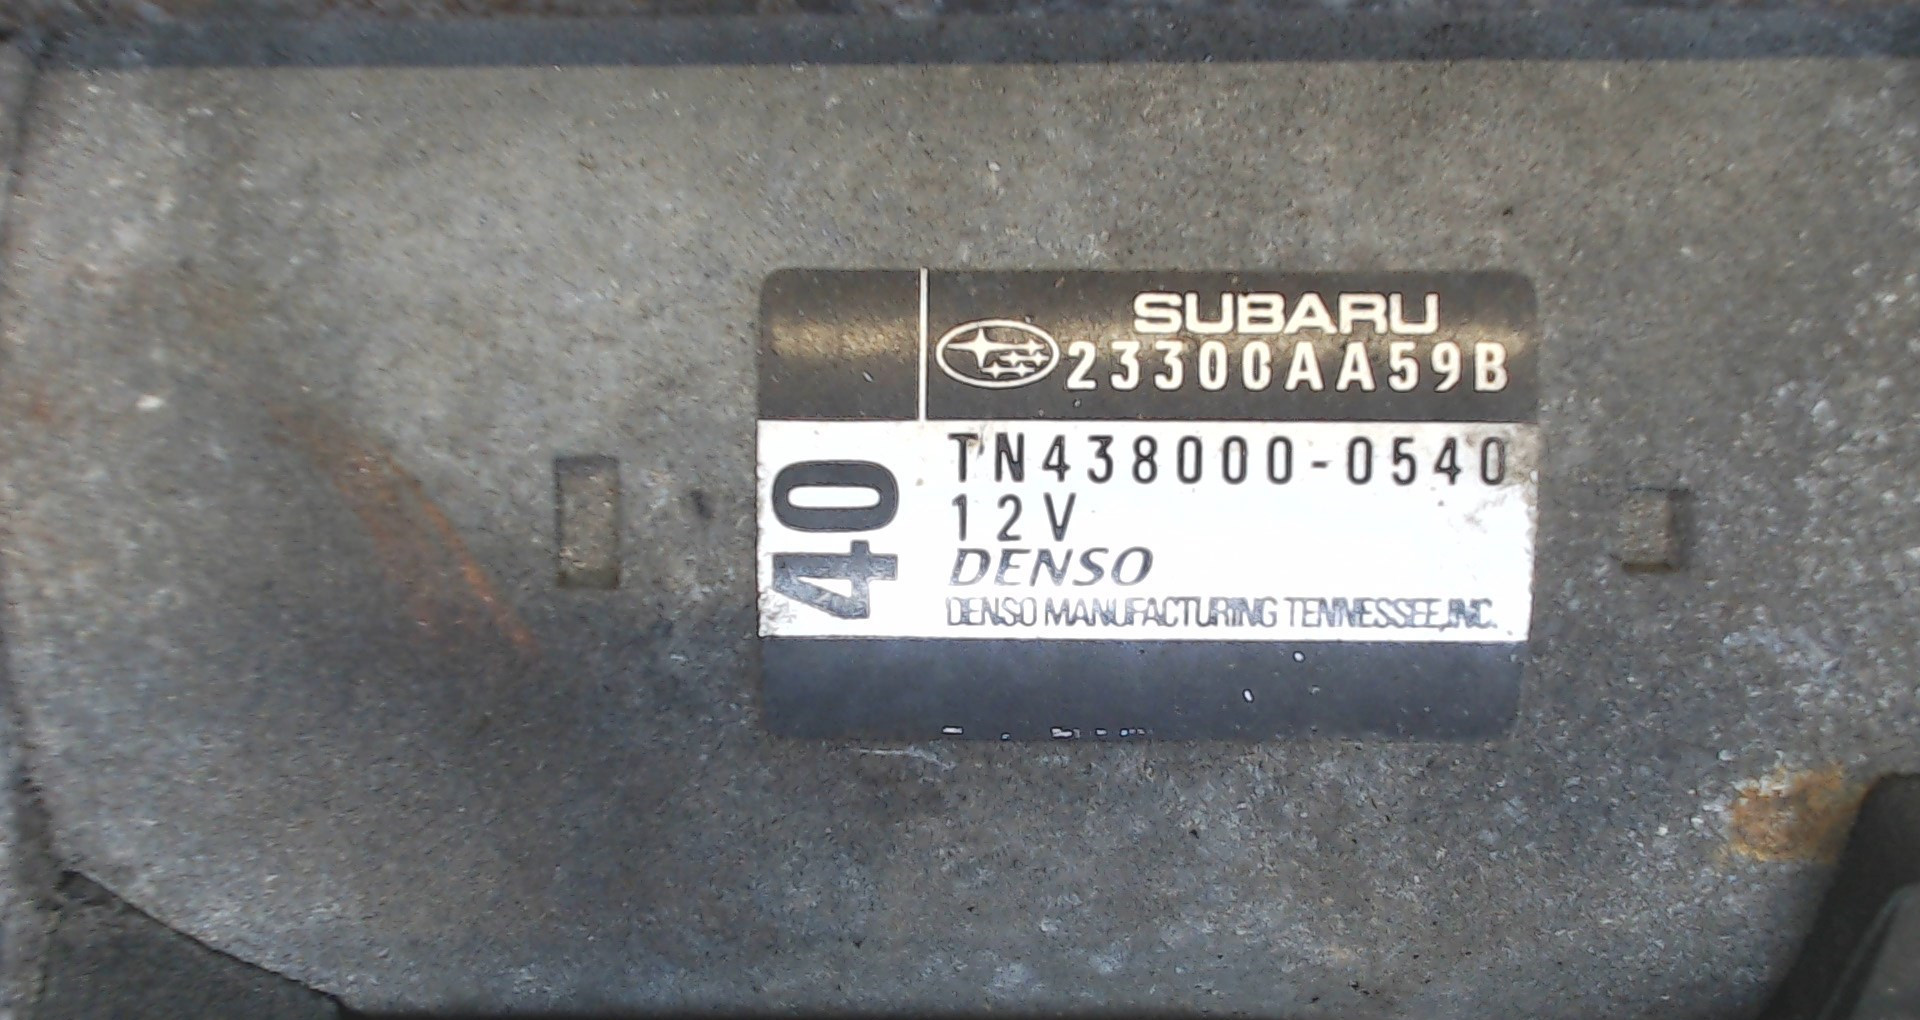 SUBARU
23300AA59B
40
TN438000-0540
12V
DENSO
DENSO MANUFACTURING TENNESSEE, INC.